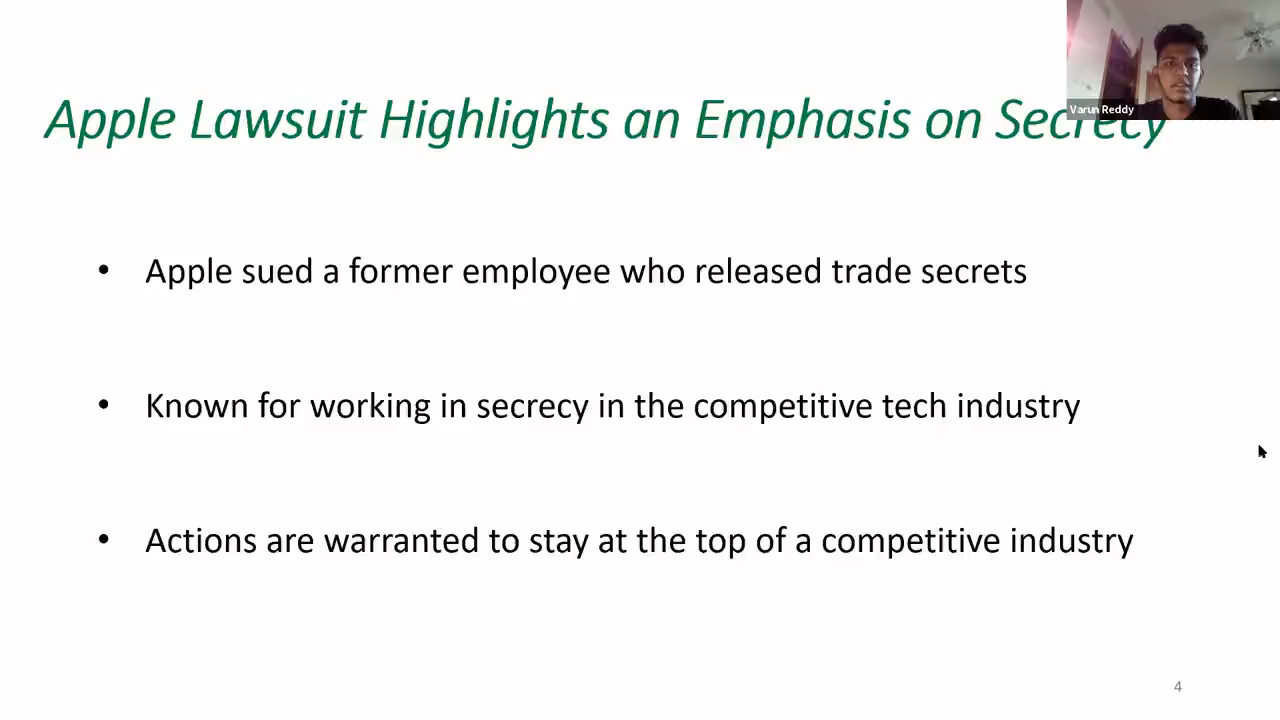 Apple Lawsuit Highlights an Emphasis on Secrecy
Varun Reddy
• Apple sued a former employee who released trade secrets
• Known for working in secrecy in the competitive tech industry
• Actions are warranted to stay at the top of a competitive industry
4